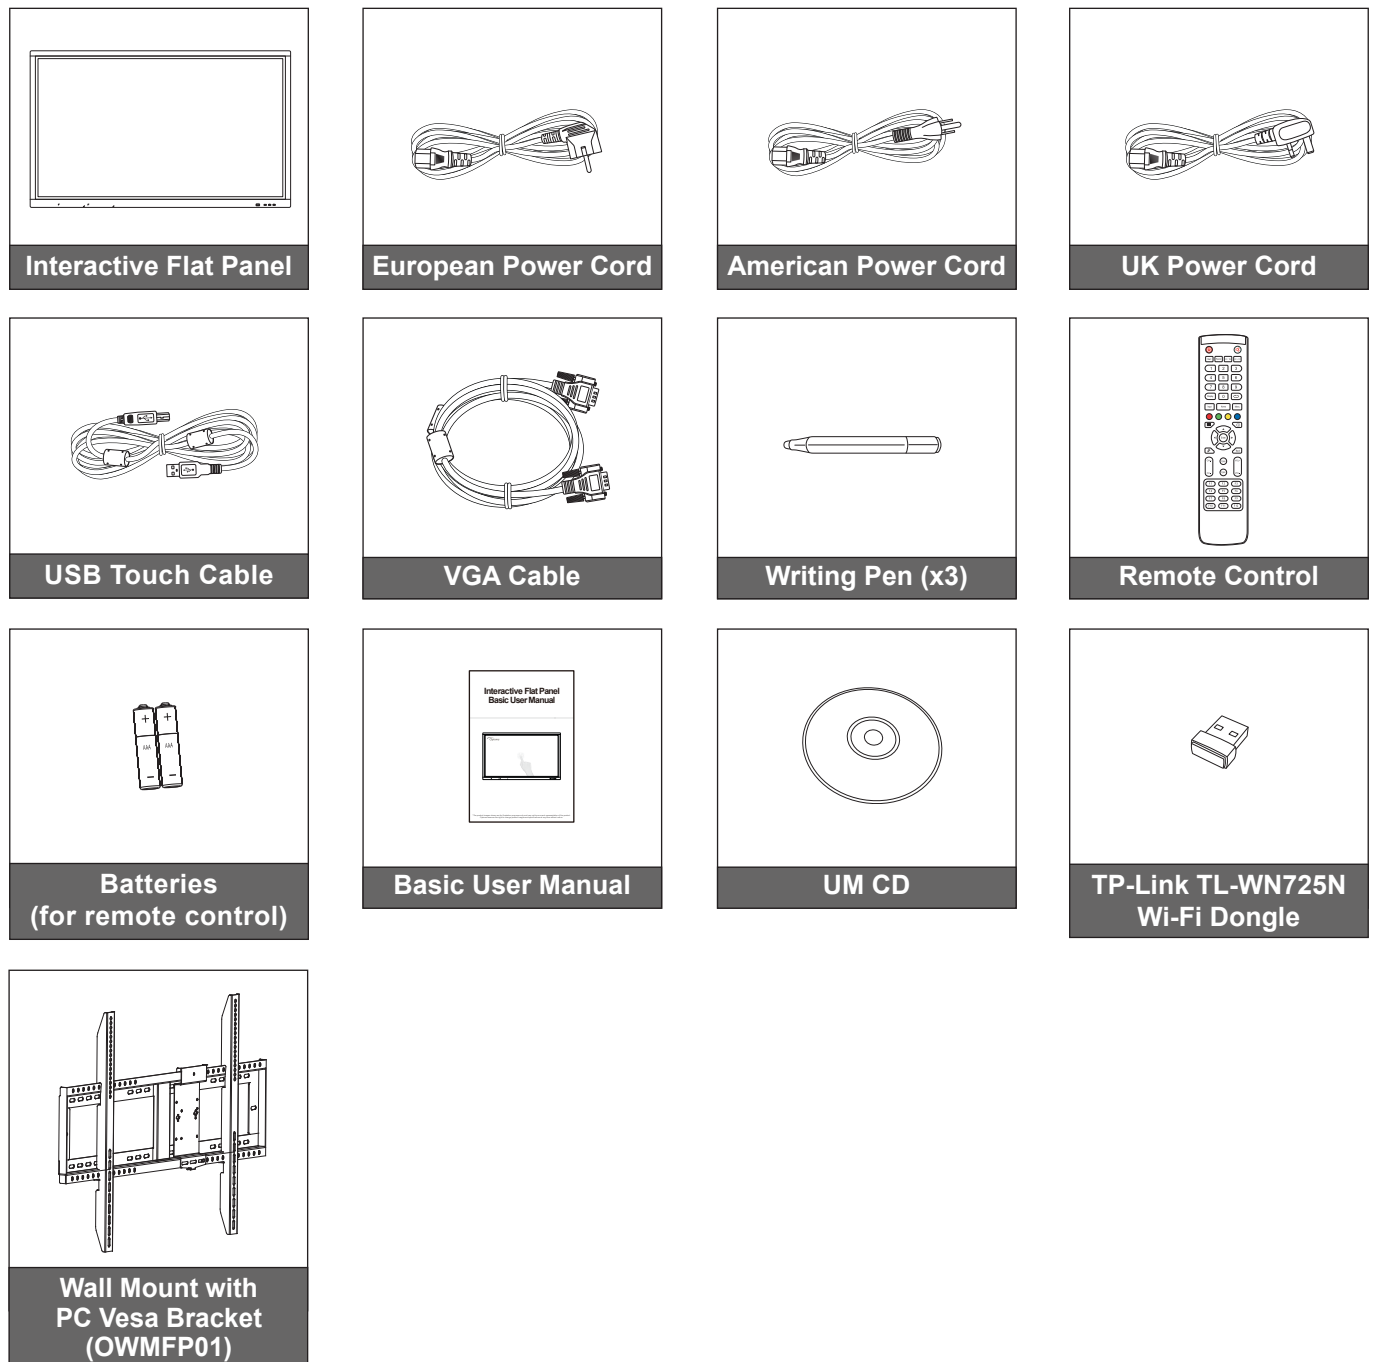 Interactive Flat Panel
European Power Cord
American Power Cord
UK Power Cord
USB Touch Cable
VGA Cable
Writing Pen (x3)
Remote Control
AAA
AAA
Batteries
(for remote control)
Interactive Flat Panel
Basic User Manual
Basic User Manual
UM CD
TP-Link TL-WN725N
Wi-Fi Dongle
Wall Mount with
PC Vesa Bracket
(OWMFP01)